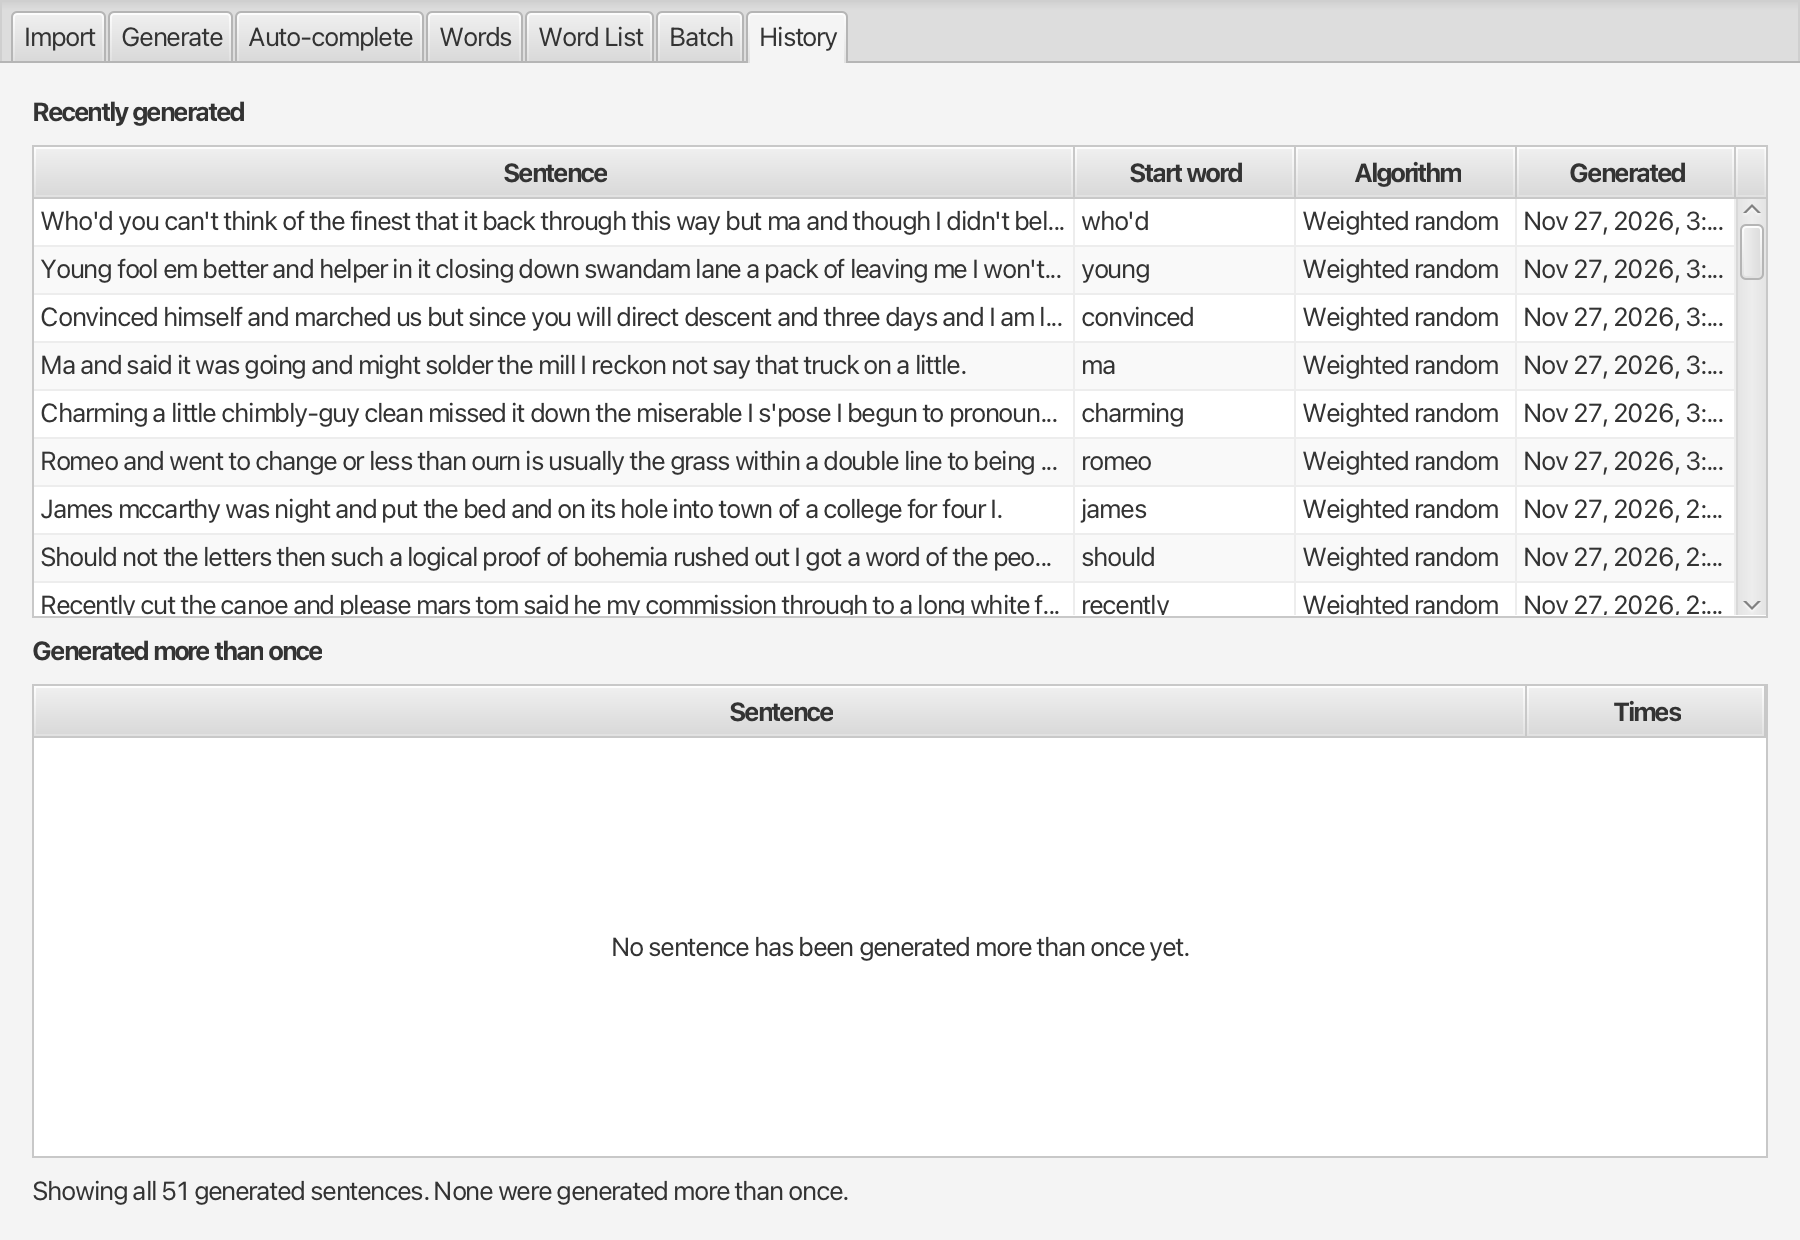 Import Generate Auto-complete Words Word List Batch History
Recently generated
Sentence Start word Algorithm Generated
Who'd you can't think of the finest that it back through this way but ma and though I didn't bel... who'd Weighted random Nov 27, 2026, 3:...
Young fool em better and helper in it closing down swandam lane a pack of leaving me I won't... young Weighted random Nov 27, 2026, 3:...
Convinced himself and marched us but since you will direct descent and three days and I am l... convinced Weighted random Nov 27, 2026, 3:...
Ma and said it was going and might solder the mill I reckon not say that truck on a little. ma Weighted random Nov 27, 2026, 3:...
Charming a little chimbly-guy clean missed it down the miserable I s'pose I begun to pronoun... charming Weighted random Nov 27, 2026, 3:...
Romeo and went to change or less than ourn is usually the grass within a double line to being ... romeo Weighted random Nov 27, 2026, 3:...
James mccarthy was night and put the bed and on its hole into town of a college for four I. james Weighted random Nov 27, 2026, 2:...
Should not the letters then such a logical proof of bohemia rushed out I got a word of the peo... should Weighted random Nov 27, 2026, 2:...
Recently cut the canoe and please mars tom said he my commission through to a long white f... recently Weighted random Nov 27, 2026, 2:...
Generated more than once
Sentence Times
No sentence has been generated more than once yet.
Showing all 51 generated sentences. None were generated more than once.